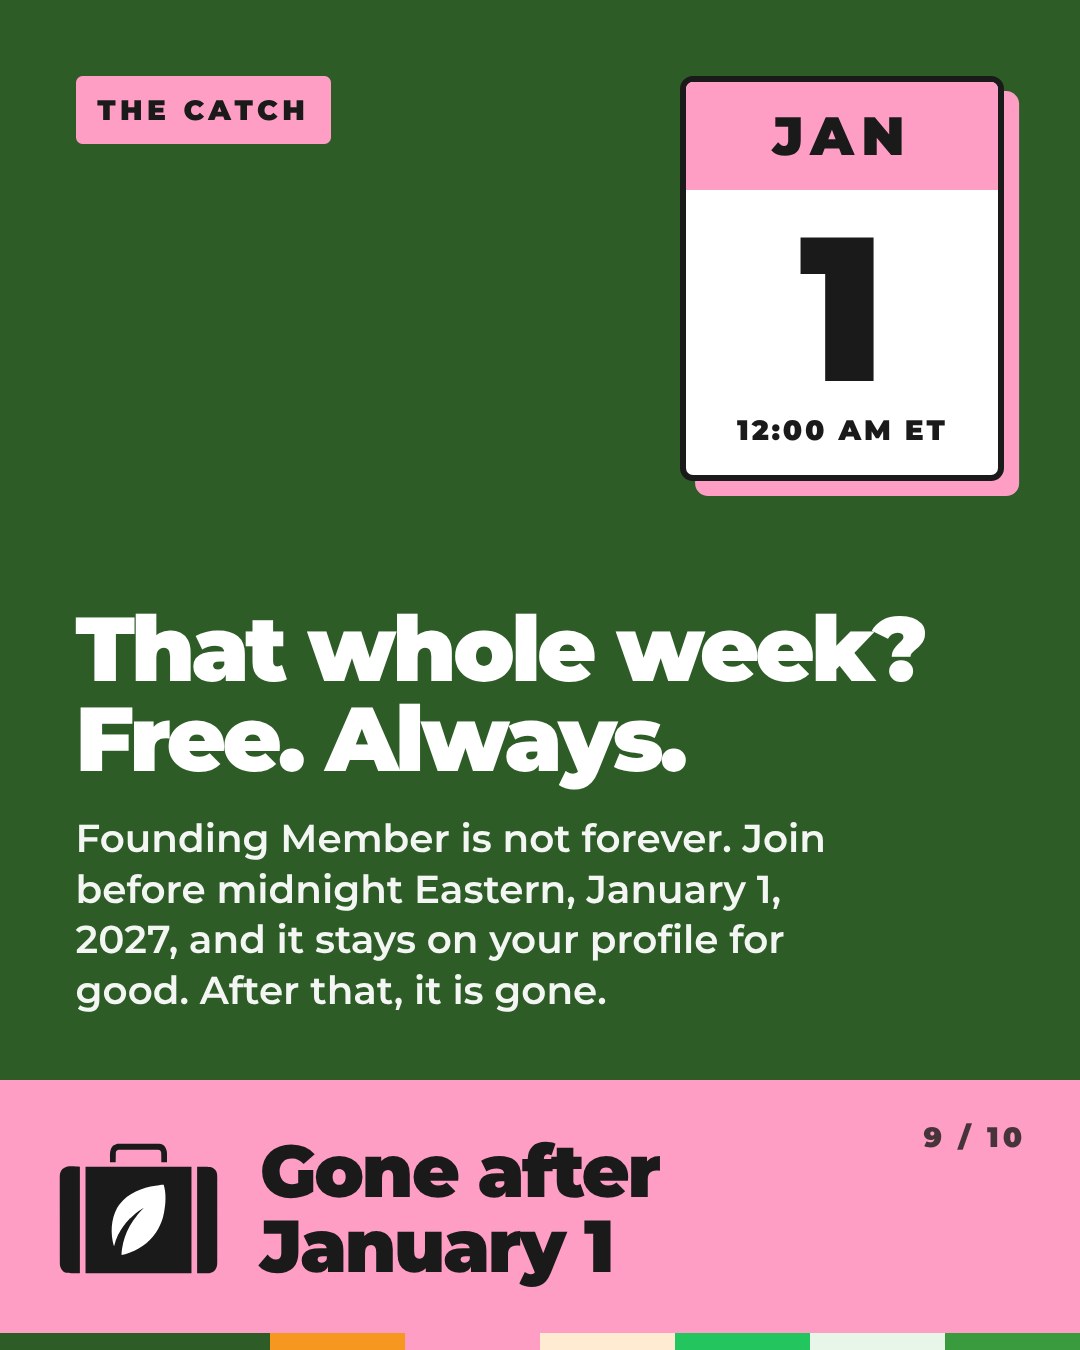 THE CATCH
JAN
1
12:00 AM ET
That whole week?
Free. Always.
Founding Member is not forever. Join
before midnight Eastern, January 1,
2027, and it stays on your profile for
good. After that, it is gone.
9 / 10
Gone after
January 1